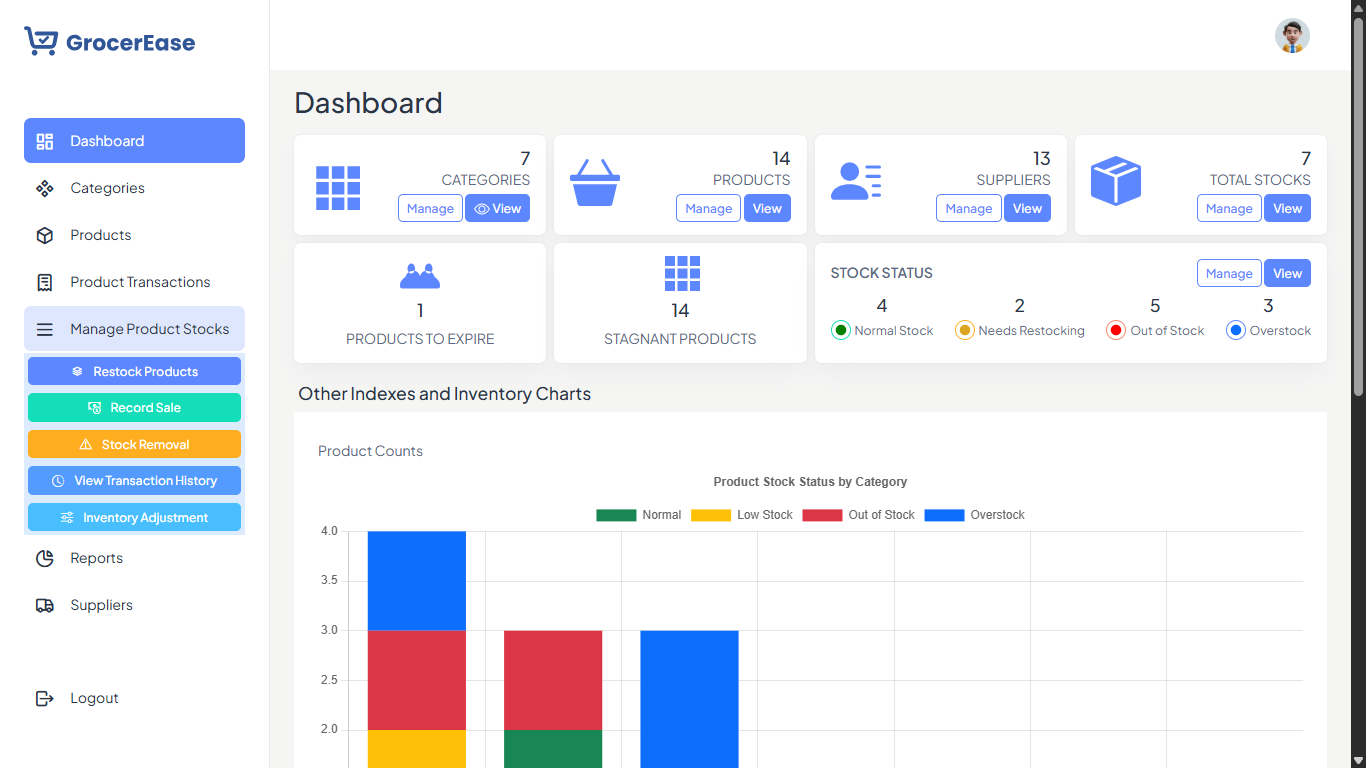 GrocerEase
Dashboard
Categories
Products
Product Transactions
Manage Product Stocks
Restock Products
Record Sale
Stock Removal
View Transaction History
Inventory Adjustment
Reports
Suppliers
Logout
Dashboard
7
CATEGORIES
Manage View
14
PRODUCTS
Manage View
13
SUPPLIERS
Manage View
7
TOTAL STOCKS
Manage View
1
PRODUCTS TO EXPIRE
14
STAGNANT PRODUCTS
STOCK STATUS Manage View
4 2 5 3
Normal Stock Needs Restocking Out of Stock Overstock
Other Indexes and Inventory Charts
Product Counts
Product Stock Status by Category
Normal Low Stock Out of Stock Overstock
4.0
3.5
3.0
2.5
2.0